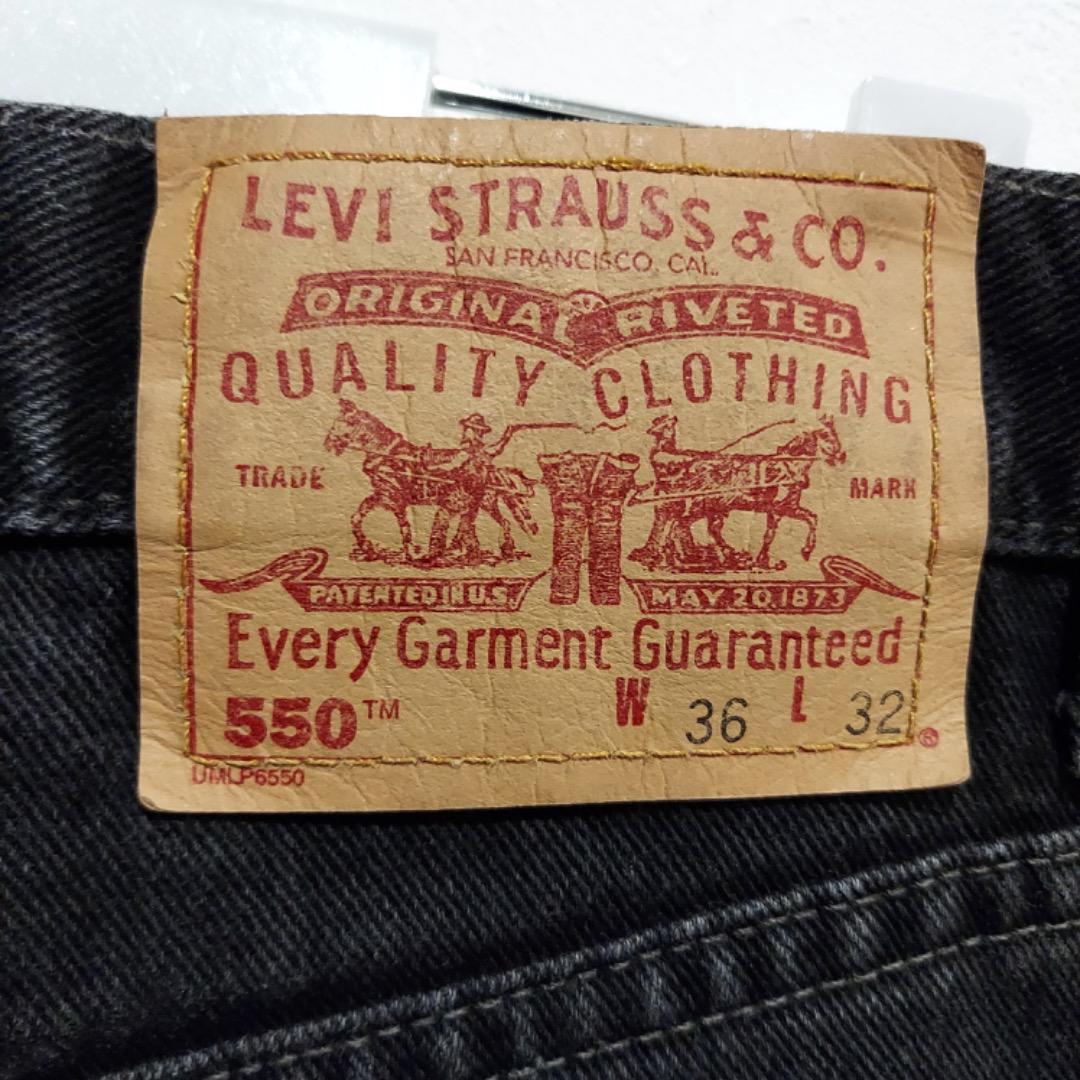 LEVI STRAUSS & CO.
SAN FRANCISCO, CAL.
ORIGINAL RIVETED
QUALITY CLOTHING
TRADE MARK
PATENTED IN U.S. MAY 20, 1873
Every Garment Guaranteed
550™ W 36 L 32 ®
UMLP6550